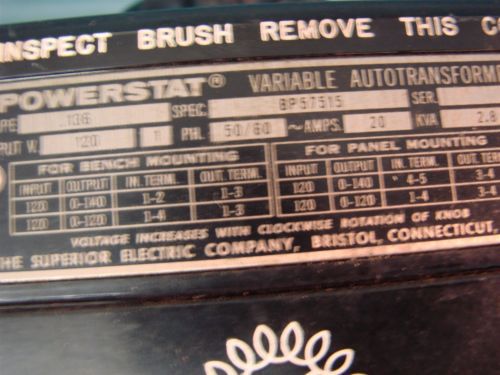 INSPECT BRUSH REMOVE THIS CO
POWERSTAT® VARIABLE AUTOTRANSFORME
PE 136 SPEC. BP57515 SER.
PUT V. 120 1 PH. 50/60 ~ AMPS. 20 KVA 2.8
FOR BENCH MOUNTING FOR PANEL MOUNTING
INPUT OUTPUT IN. TERM. OUT. TERM. INPUT OUTPUT IN. TERM. OUT. TERM
120 0-140 1-2 1-3 120 0-140 4-5 3-4
120 0-120 1-4 1-3 120 0-120 1-4 3-4
VOLTAGE INCREASES WITH CLOCKWISE ROTATION OF KNOB
THE SUPERIOR ELECTRIC COMPANY, BRISTOL, CONNECTICUT,